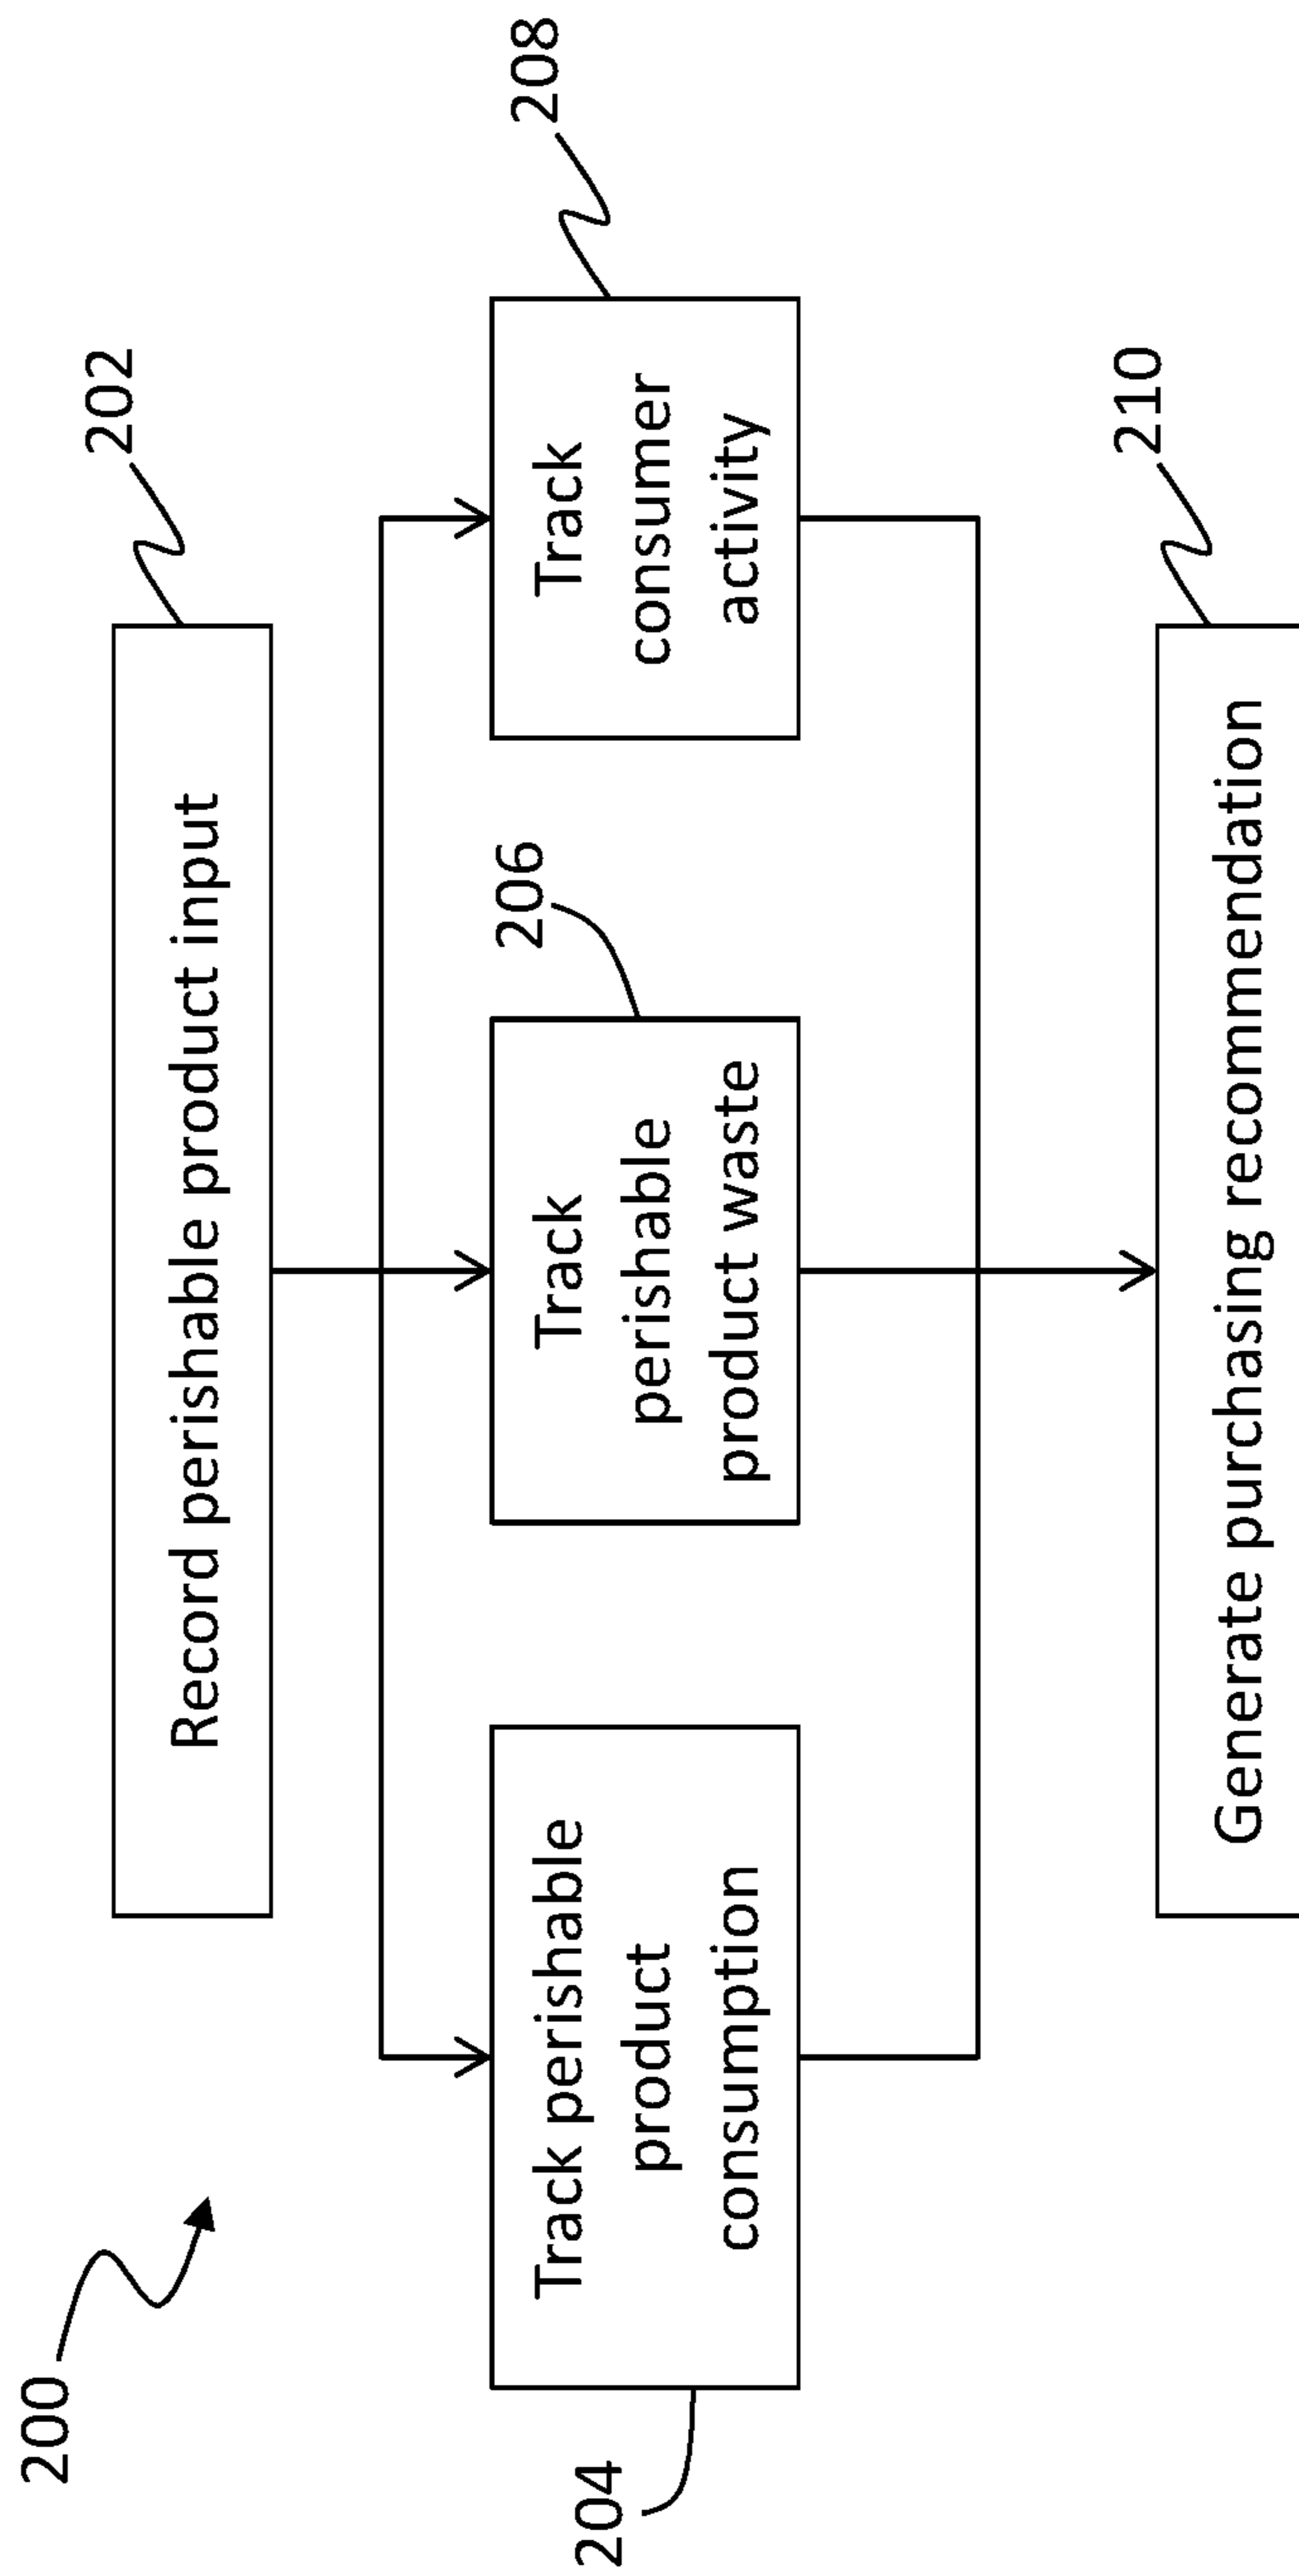 200
202
Record perishable product input
204
Track perishable
product
consumption
206
Track
perishable
product waste
208
Track
consumer
activity
210
Generate purchasing recommendation